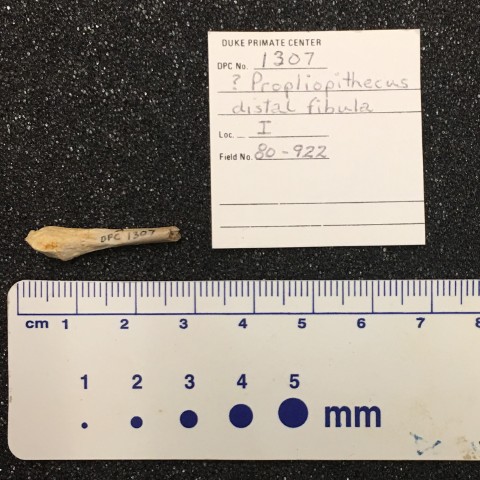 DUKE PRIMATE CENTER
DPC No. 1307
? Propliopithecus
distal fibula
Loc. I
Field No. 80-922
DPC 1307
cm 1 2 3 4 5 6 7 8
1 2 3 4 5
mm